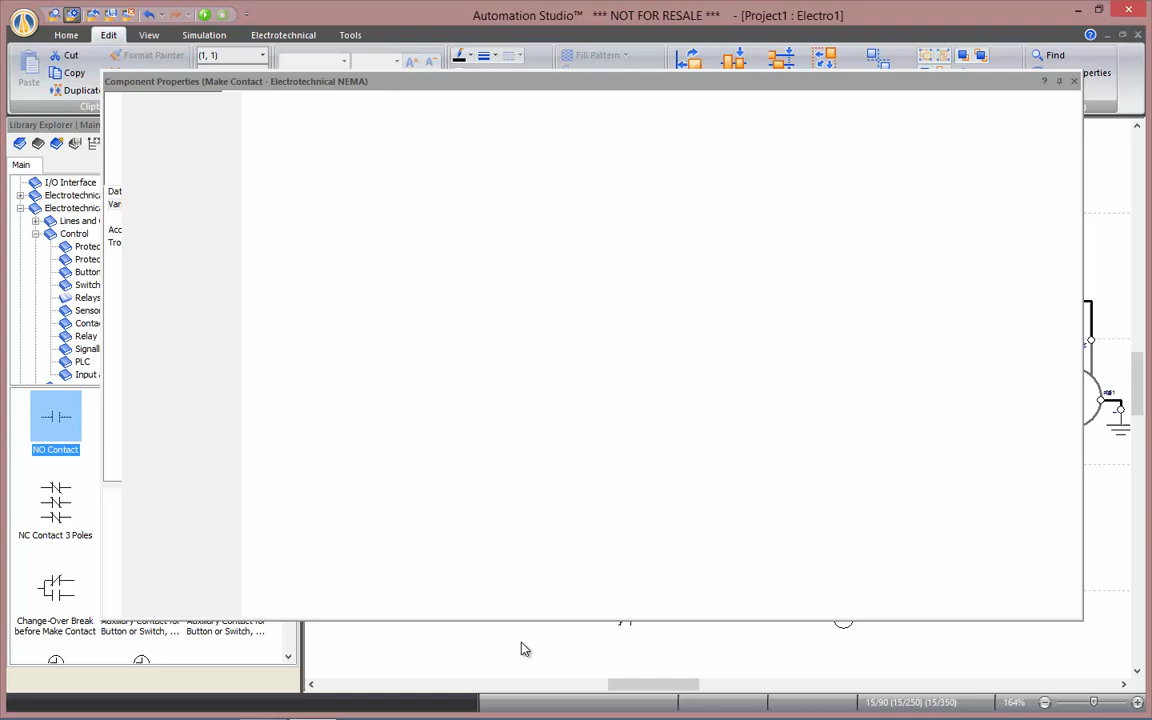 Automation Studio™ *** NOT FOR RESALE *** - [Project1 : Electro1]
Home Edit View Simulation Electrotechnical Tools
Cut Format Painter (1, 1) Fill Pattern Find
Paste Copy
Duplicate
Component Properties (Make Contact - Electrotechnical NEMA)
Library Explorer | Main
Main
I/O Interface
Electrotechnic
Electrotechnic
Lines and
Control
Protec
Protec
Button
Switch
Relays
Senso
Conta
Relay
Signall
PLC
Input
Dat
Var
Acc
Tro
NO Contact
NC Contact 3 Poles
Change-Over Break before Make Contact
Auxiliary Contact for Button or Switch, ...
Auxiliary Contact for Button or Switch, ...
15/90 (15/250) (15/350) 164%